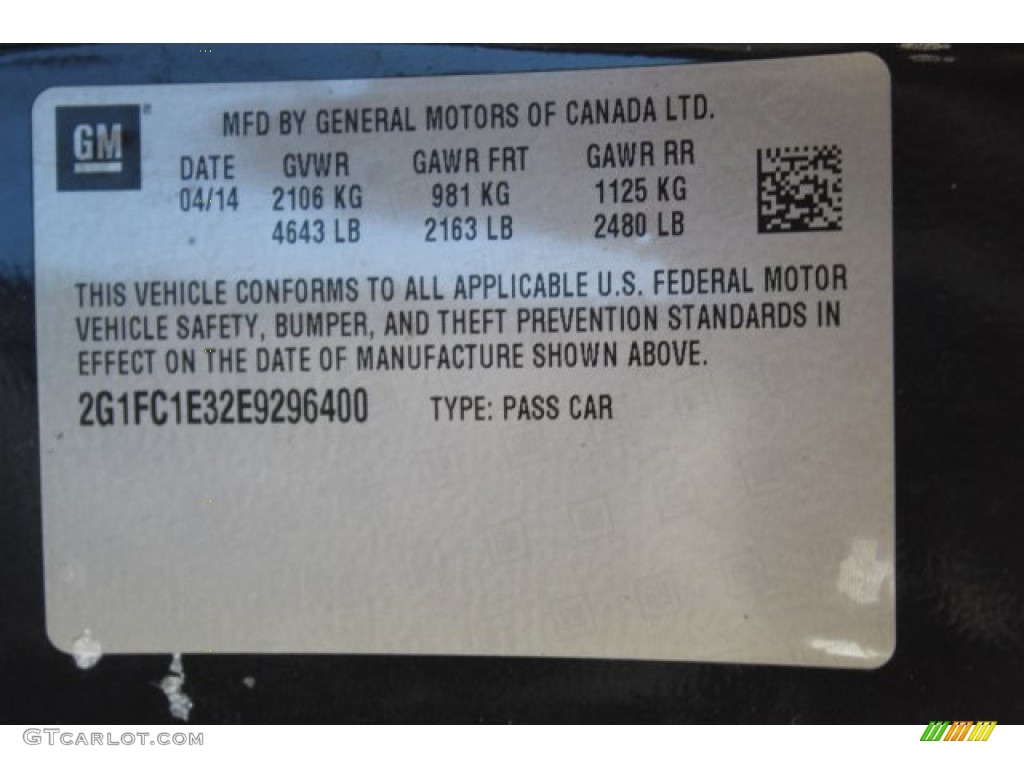 GM ®
MFD BY GENERAL MOTORS OF CANADA LTD.
DATE GVWR GAWR FRT GAWR RR
04/14 2106 KG 981 KG 1125 KG
4643 LB 2163 LB 2480 LB
THIS VEHICLE CONFORMS TO ALL APPLICABLE U.S. FEDERAL MOTOR
VEHICLE SAFETY, BUMPER, AND THEFT PREVENTION STANDARDS IN
EFFECT ON THE DATE OF MANUFACTURE SHOWN ABOVE.
2G1FC1E32E9296400 TYPE: PASS CAR
GTcarlot.com